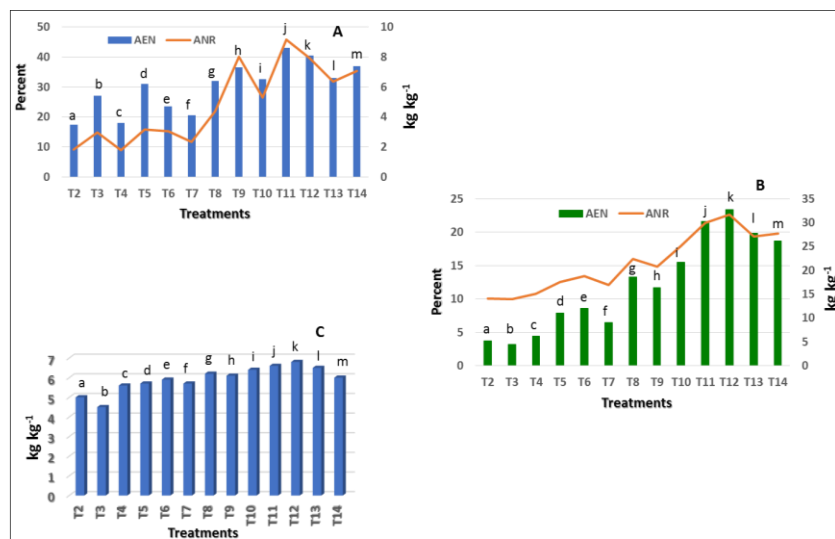 A
AEN ANR
50
40
30
20
10
0
Percent
a b c d e f g h i j k l m
10
8
6
4
2
0
kg kg⁻¹
T2 T3 T4 T5 T6 T7 T8 T9 T10 T11 T12 T13 T14
Treatments
B
AEN ANR
25
20
15
10
5
0
Percent
a b c d e f g h i j k l m
35
30
25
20
15
10
5
0
kg kg⁻¹
T2 T3 T4 T5 T6 T7 T8 T9 T10 T11 T12 T13 T14
Treatments
C
7
6
5
4
3
2
1
0
kg kg⁻¹
a b c d e f g h i j k l m
T2 T3 T4 T5 T6 T7 T8 T9 T10 T11 T12 T13 T14
Treatments